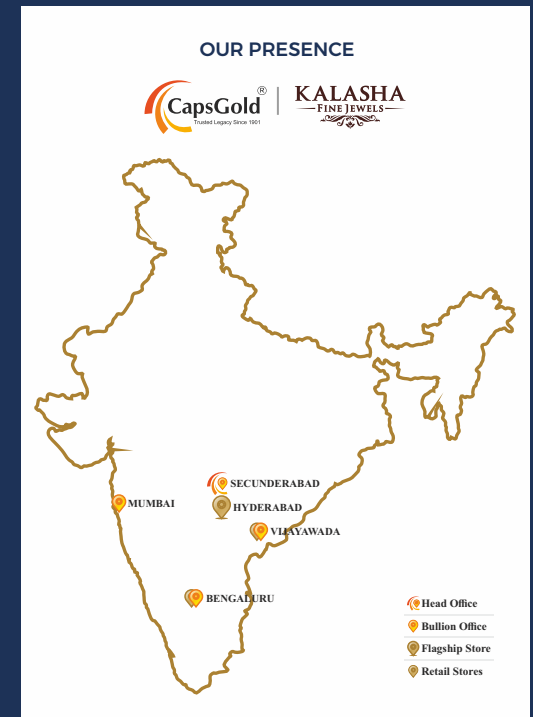 OUR PRESENCE
CapsGold®
Trusted Legacy Since 1901
KALASHA
FINE JEWELS
SECUNDERABAD
MUMBAI
HYDERABAD
VIJAYAWADA
BENGALURU
Head Office
Bullion Office
Flagship Store
Retail Stores